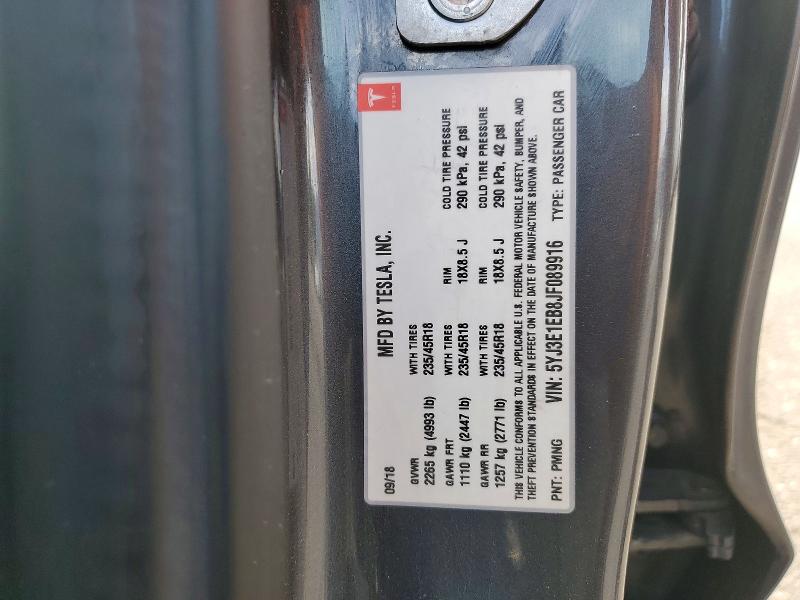 TESLA
09/18 MFD BY TESLA, INC.
GVWR WITH TIRES
2265 kg (4993 lb) 235/45R18
GAWR FRT WITH TIRES RIM COLD TIRE PRESSURE
1110 kg (2447 lb) 235/45R18 18X8.5 J 290 kPa, 42 psi
GAWR RR WITH TIRES RIM COLD TIRE PRESSURE
1257 kg (2771 lb) 235/45R18 18X8.5 J 290 kPa, 42 psi
THIS VEHICLE CONFORMS TO ALL APPLICABLE U.S. FEDERAL MOTOR VEHICLE SAFETY, BUMPER, AND
THEFT PREVENTION STANDARDS IN EFFECT ON THE DATE OF MANUFACTURE SHOWN ABOVE.
PNT: PMNG VIN: 5YJ3E1EB8JF089916 TYPE: PASSENGER CAR